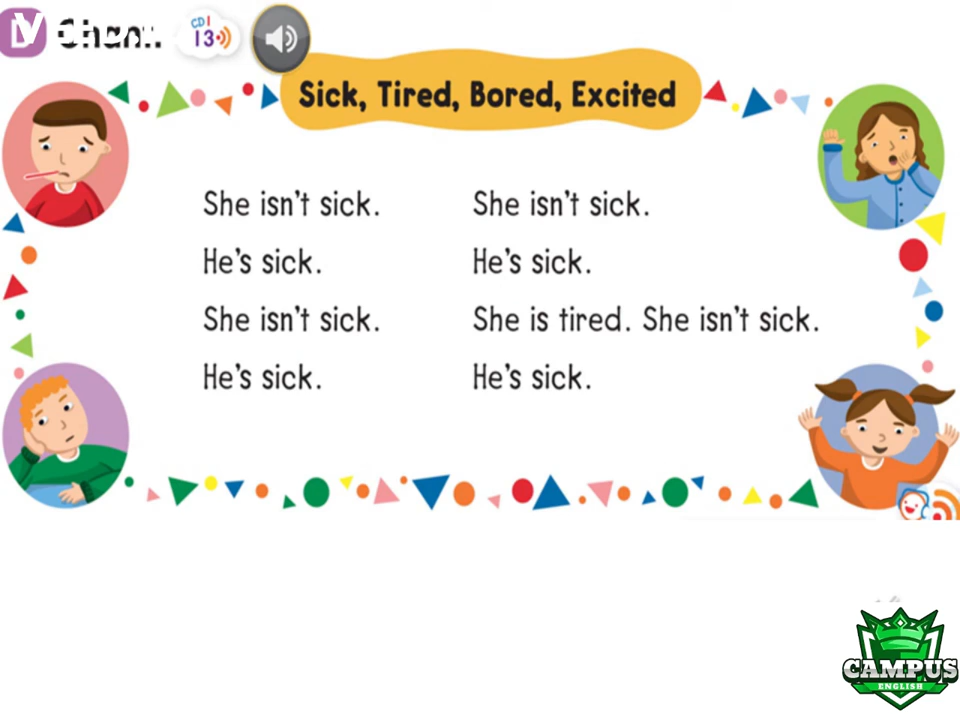 D Chant
CD1
13
Sick, Tired, Bored, Excited
She isn't sick.
He's sick.
She isn't sick.
He's sick.
She isn't sick.
He's sick.
She is tired. She isn't sick.
He's sick.
CAMPUS
ENGLISH